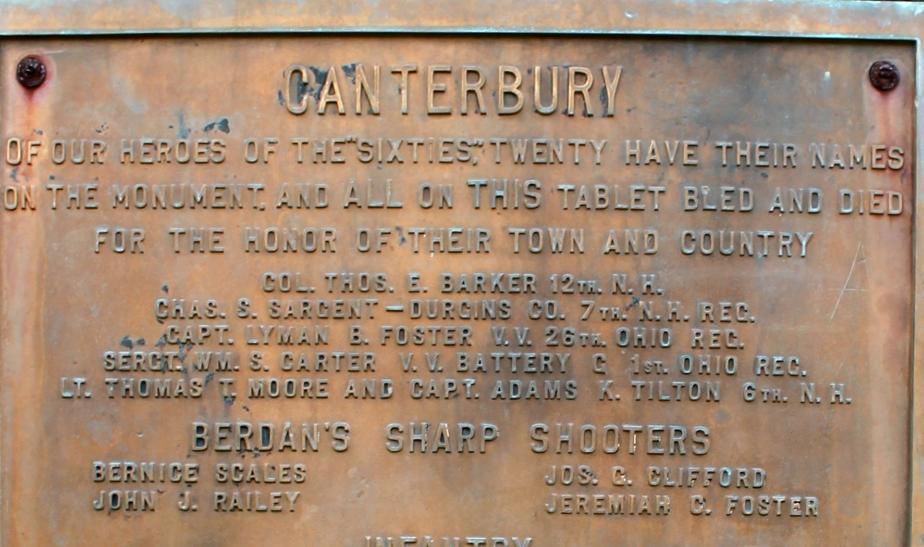 CANTERBURY
OF OUR HEROES OF THE "SIXTIES," TWENTY HAVE THEIR NAMES
ON THE MONUMENT, AND ALL ON THIS TABLET BLED AND DIED
FOR THE HONOR OF THEIR TOWN AND COUNTRY
COL. THOS. E. BARKER 12TH. N.H.
CHAS. S. SARGENT – DURGINS CO. 7TH. N.H. REG.
CAPT. LYMAN B. FOSTER V.V. 26TH. OHIO REG.
SERGT. WM. S. CARTER V.V. BATTERY G 1ST. OHIO REG.
LT. THOMAS T. MOORE AND CAPT. ADAMS K. TILTON 6TH. N.H.
BERDAN'S SHARP SHOOTERS
BERNICE SCALES JOS. G. CLIFFORD
JOHN J. RAILEY JEREMIAH C. FOSTER
INFANTRY